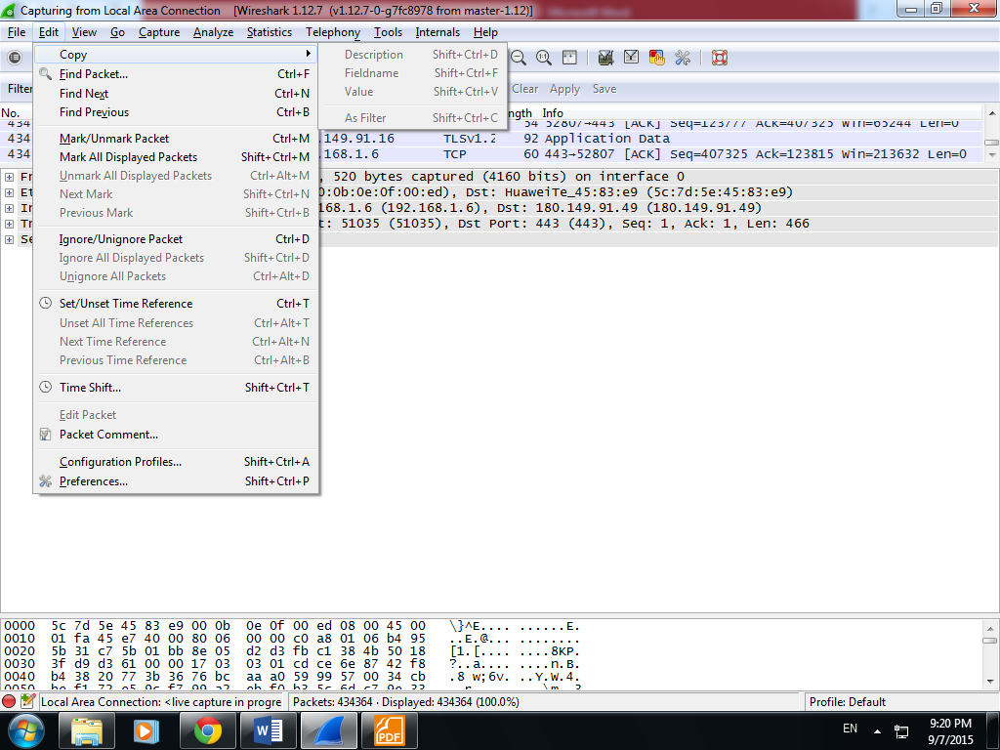 Capturing from Local Area Connection [Wireshark 1.12.7 (v1.12.7-0-g7fc8978 from master-1.12)]
File Edit View Go Capture Analyze Statistics Telephony Tools Internals Help
Copy
Find Packet... Ctrl+F
Find Next Ctrl+N
Find Previous Ctrl+B
Mark/Unmark Packet Ctrl+M
Mark All Displayed Packets Shift+Ctrl+M
Unmark All Displayed Packets Ctrl+Alt+M
Next Mark Shift+Ctrl+N
Previous Mark Shift+Ctrl+B
Ignore/Unignore Packet Ctrl+D
Ignore All Displayed Packets Shift+Ctrl+D
Unignore All Packets Ctrl+Alt+D
Set/Unset Time Reference Ctrl+T
Unset All Time References Ctrl+Alt+T
Next Time Reference Ctrl+Alt+N
Previous Time Reference Ctrl+Alt+B
Time Shift... Shift+Ctrl+T
Edit Packet
Packet Comment...
Configuration Profiles... Shift+Ctrl+A
Preferences... Shift+Ctrl+P
Description Shift+Ctrl+D
Fieldname Shift+Ctrl+F
Value Shift+Ctrl+V
As Filter Shift+Ctrl+C
Filter Clear Apply Save
No. ngth Info
434 54 52807→443 [ACK] Seq=123777 Ack=407325 Win=65244 Len=0
434 .149.91.16 TLSv1.2 92 Application Data
434 .168.1.6 TCP 60 443→52807 [ACK] Seq=407325 Ack=123815 Win=213632 Len=0
, 520 bytes captured (4160 bits) on interface 0
0:0b:0e:0f:00:ed), Dst: HuaweiTe_45:83:e9 (5c:7d:5e:45:83:e9)
168.1.6 (192.168.1.6), Dst: 180.149.91.49 (180.149.91.49)
t: 51035 (51035), Dst Port: 443 (443), Seq: 1, Ack: 1, Len: 466
0000 5c 7d 5e 45 83 e9 00 0b 0e 0f 00 ed 08 00 45 00 \}^E.... ......E.
0010 01 fa 45 e7 40 00 80 06 00 00 c0 a8 01 06 b4 95 ..E.@... ........
0020 5b 31 c7 5b 01 bb 8e 05 d2 d3 fb c1 38 4b 50 18 [1.[.... ....8KP.
0030 3f d9 d3 61 00 00 17 03 03 01 cd ce 6e 87 42 f8 ?..a.... ....n.B.
0040 b4 38 20 77 3b 36 76 bc aa a0 59 99 57 00 34 cb .8 w;6v. ..Y.W.4.
Local Area Connection: <live capture in progre Packets: 434364 · Displayed: 434364 (100.0%) Profile: Default
W PDF EN 9:20 PM
9/7/2015